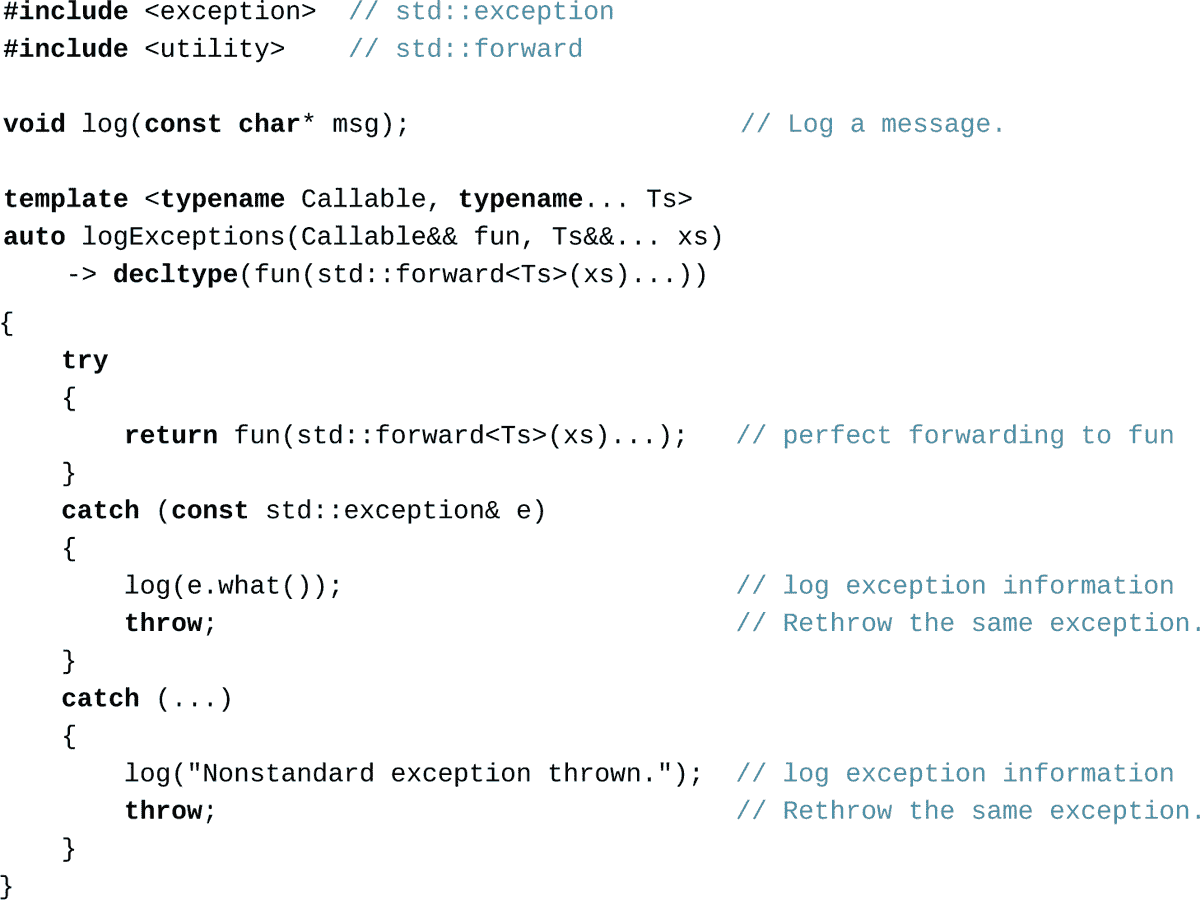 #include <exception>  // std::exception
#include <utility>    // std::forward
void log(const char* msg);                     // Log a message.
template <typename Callable, typename... Ts>
auto logExceptions(Callable&& fun, Ts&&... xs)
    -> decltype(fun(std::forward<Ts>(xs)...))
{
    try
    {
        return fun(std::forward<Ts>(xs)...);   // perfect forwarding to fun
    }
    catch (const std::exception& e)
    {
        log(e.what());                         // log exception information
        throw;                                 // Rethrow the same exception.
    }
    catch (...)
    {
        log("Nonstandard exception thrown.");  // log exception information
        throw;                                 // Rethrow the same exception.
    }
}